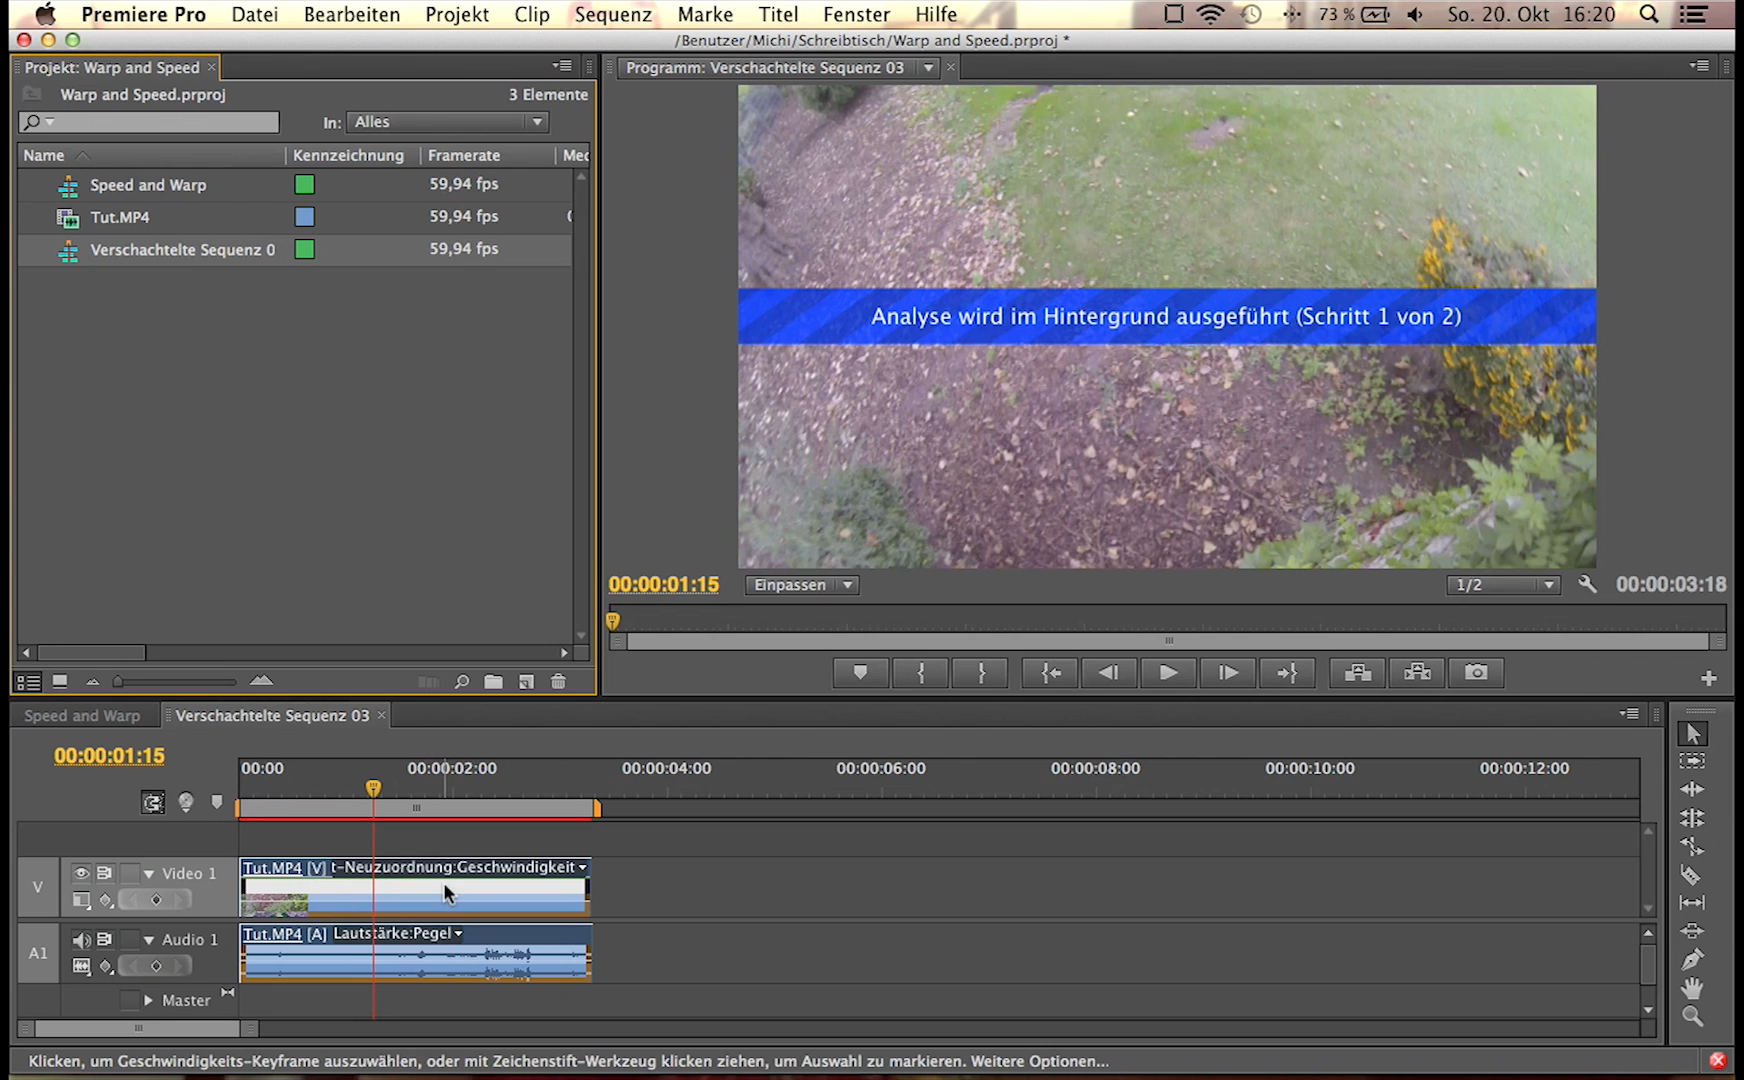 Premiere Pro Datei Bearbeiten Projekt Clip Sequenz Marke Titel Fenster Hilfe 73 % So. 20. Okt 16:20
/Benutzer/Michi/Schreibtisch/Warp and Speed.prproj *
Projekt: Warp and Speed
Warp and Speed.prproj 3 Elemente
In: Alles
Name Kennzeichnung Framerate Med
Speed and Warp 59,94 fps
Tut.MP4 59,94 fps
Verschachtelte Sequenz 0 59,94 fps
Programm: Verschachtelte Sequenz 03
Analyse wird im Hintergrund ausgeführt (Schritt 1 von 2)
00:00:01:15 Einpassen 1/2 00:00:03:18
Speed and Warp Verschachtelte Sequenz 03
00:00:01:15
00:00 00:00:02:00 00:00:04:00 00:00:06:00 00:00:08:00 00:00:10:00 00:00:12:00
V Video 1 Tut.MP4 [V] t-Neuzuordnung:Geschwindigkeit
A1 Audio 1 Tut.MP4 [A] Lautstärke:Pegel
Master
Klicken, um Geschwindigkeits-Keyframe auszuwählen, oder mit Zeichenstift-Werkzeug klicken ziehen, um Auswahl zu markieren. Weitere Optionen...